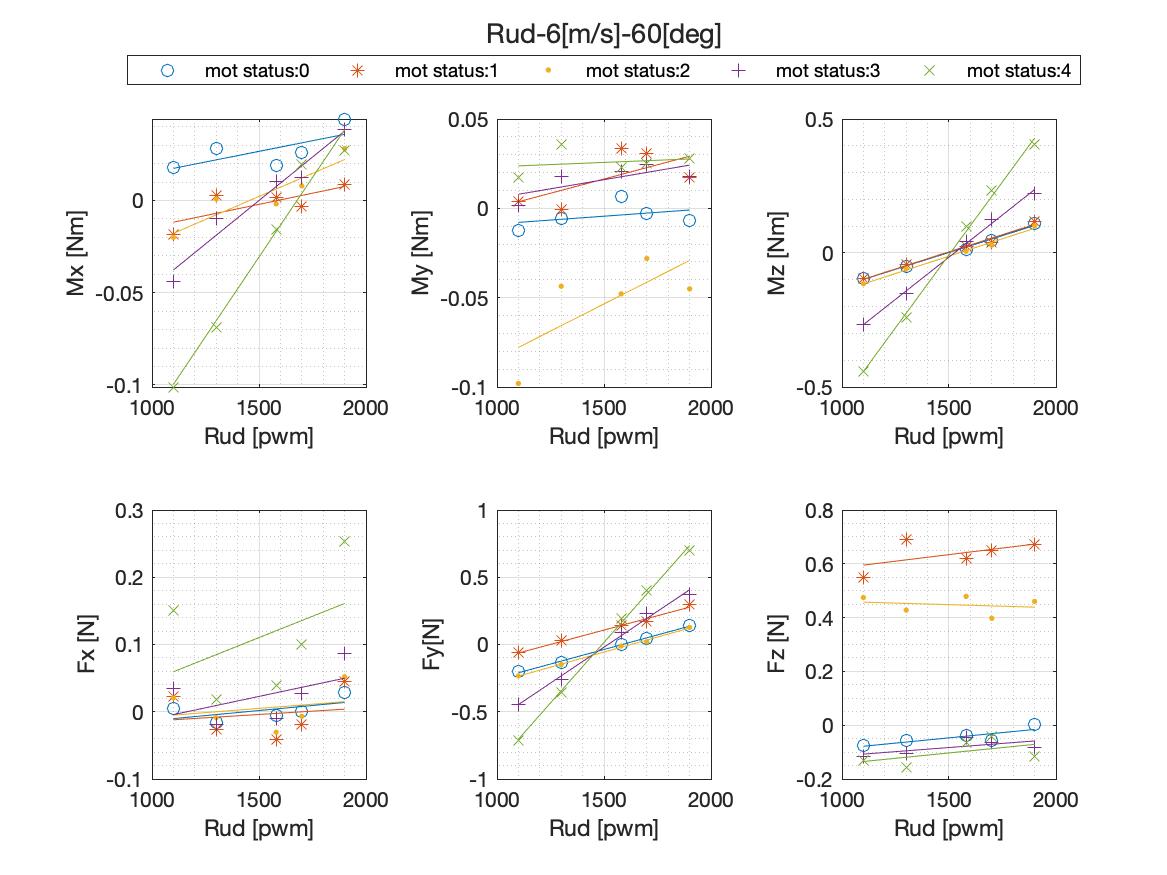 Rud-6[m/s]-60[deg]
mot status:0 mot status:1 mot status:2 mot status:3 mot status:4
Mx [Nm]
0
-0.05
-0.1
1000 1500 2000
Rud [pwm]
My [Nm]
0.05
0
-0.05
-0.1
1000 1500 2000
Rud [pwm]
Mz [Nm]
0.5
0
-0.5
1000 1500 2000
Rud [pwm]
Fx [N]
0.3
0.2
0.1
0
-0.1
1000 1500 2000
Rud [pwm]
Fy[N]
1
0.5
0
-0.5
-1
1000 1500 2000
Rud [pwm]
Fz [N]
0.8
0.6
0.4
0.2
0
-0.2
1000 1500 2000
Rud [pwm]